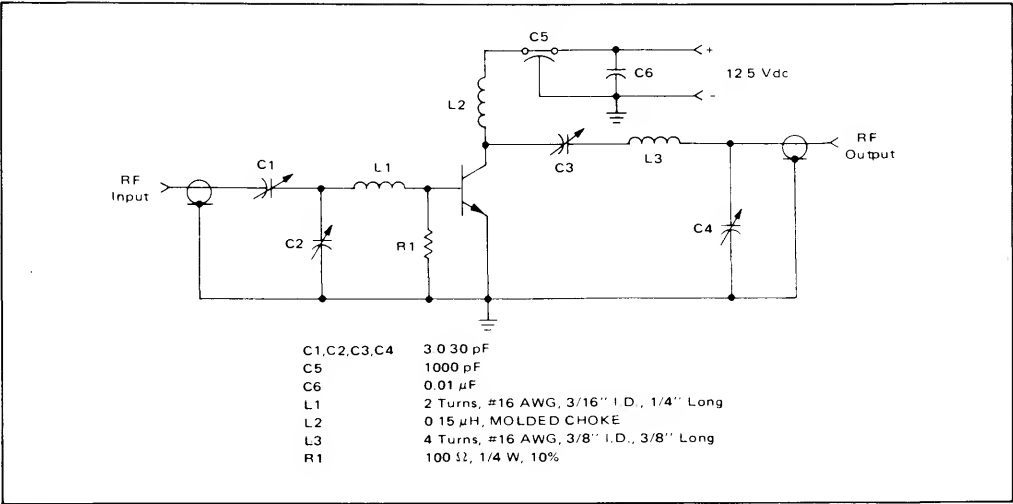 C5
+
C6
12 5 Vdc
-
L2
RF
Output
C3
L3
C1
L1
RF
Input
C2
R1
C4
C1,C2,C3,C4 3 0 30 pF
C5 1000 pF
C6 0.01 μF
L1 2 Turns, #16 AWG, 3/16'' I.D., 1/4'' Long
L2 0 15 μH, MOLDED CHOKE
L3 4 Turns, #16 AWG, 3/8'' I.D., 3/8'' Long
R1 100 Ω, 1/4 W, 10%